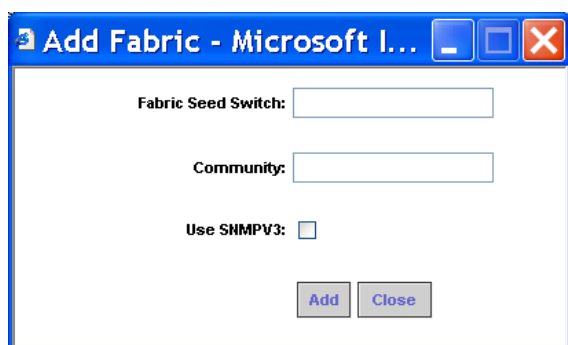 Add Fabric - Microsoft I...
Fabric Seed Switch:
Community:
Use SNMPV3:
Add Close